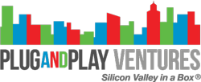 PLUGANDPLAY VENTURES
Silicon Valley in a Box®